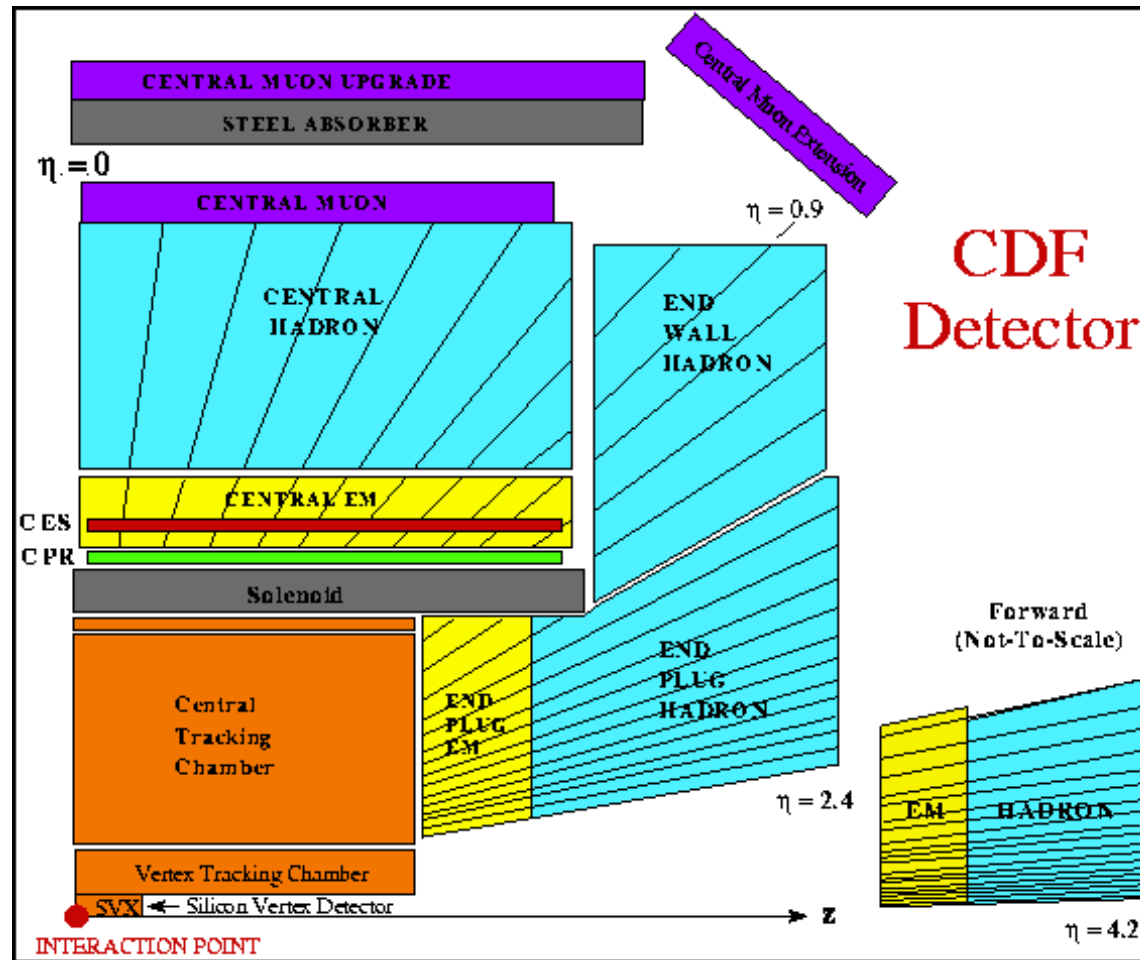 CENTRAL MUON UPGRADE
STEEL ABSORBER
Central Muon Extension
η = 0
CENTRAL MUON
η = 0.9
CDF
Detector
CENTRAL
HADRON
END
WALL
HADRON
CENTRAL EM
CES
CPR
Solenoid
Forward
(Not-To-Scale)
Central
Tracking
Chamber
END
PLUG
EM
END
PLUG
HADRON
η = 2.4
EM
HADRON
Vertex Tracking Chamber
SVX
Silicon Vertex Detector
Z
η = 4.2
INTERACTION POINT